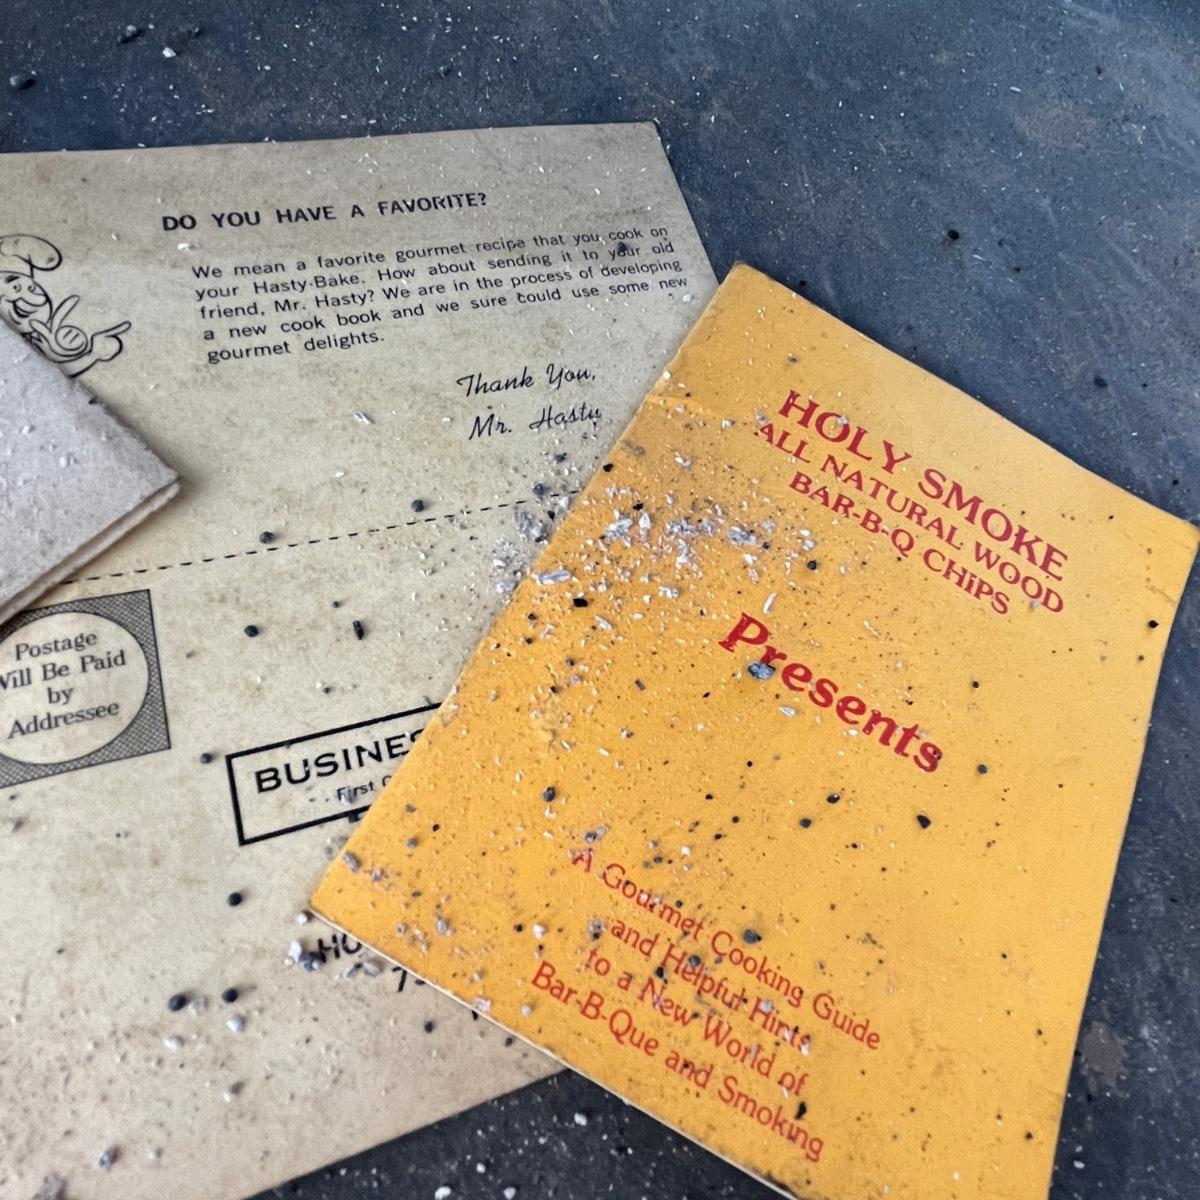 DO YOU HAVE A FAVORITE?
We mean a favorite gourmet recipe that you cook on
your Hasty-Bake. How about sending it to your old
friend, Mr. Hasty? We are in the process of developing
a new cook book and we sure could use some new
gourmet delights.
Thank You,
Mr. Hasty
Postage
Will Be Paid
by
Addressee
BUSINES
First
HOLY SMOKE
ALL NATURAL WOOD
BAR-B-Q CHIPS
Presents
A Gourmet Cooking Guide
and Helpful Hints
to a New World of
Bar-B-Que and Smoking